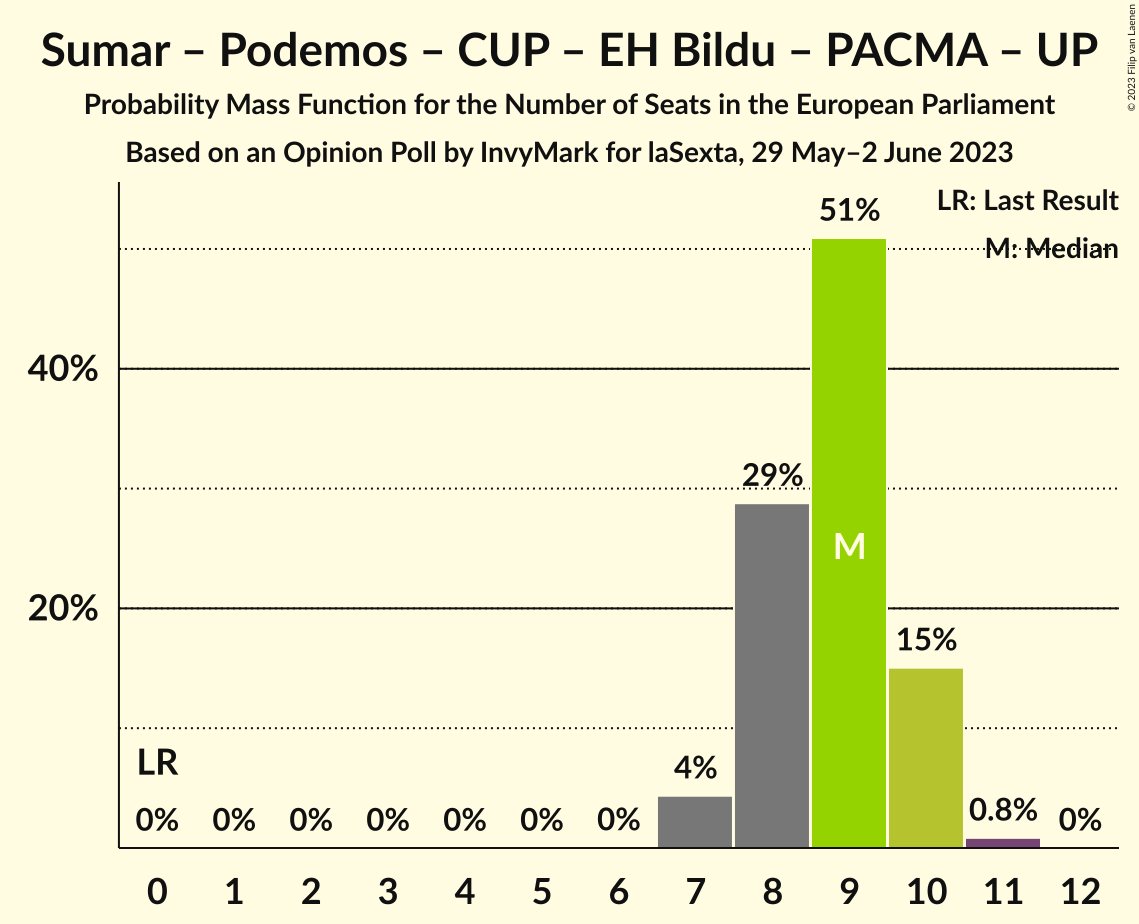 Sumar – Podemos – CUP – EH Bildu – PACMA – UP
Probability Mass Function for the Number of Seats in the European Parliament
Based on an Opinion Poll by InvyMark for laSexta, 29 May–2 June 2023
© 2023 Filip van Laenen
LR: Last Result
M: Median
51%
40%
29%
M
20%
15%
LR
4%
0% 0% 0% 0% 0% 0% 0% 0.8% 0%
0 1 2 3 4 5 6 7 8 9 10 11 12